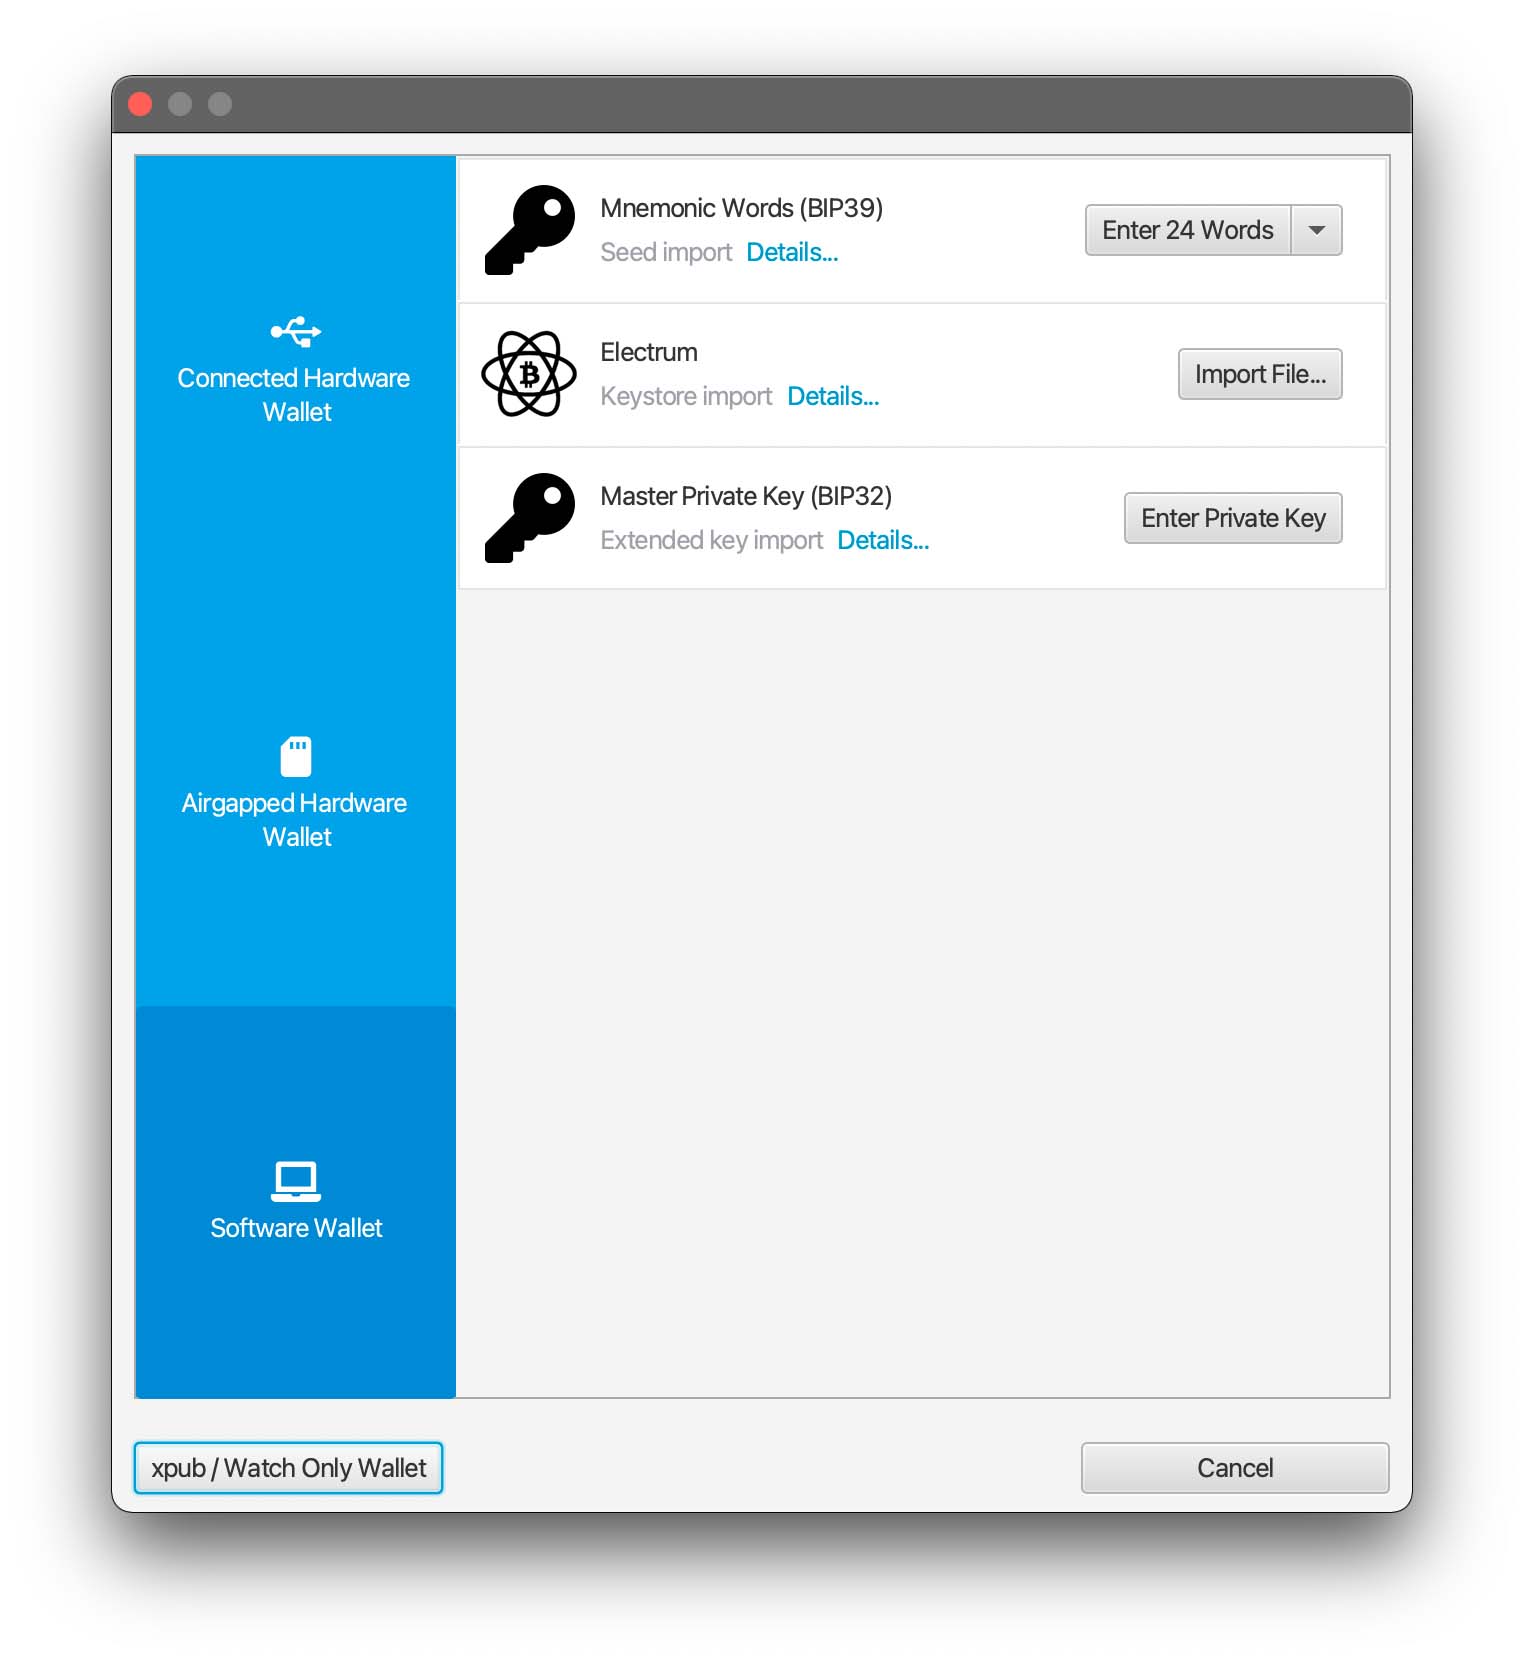 Connected Hardware
Wallet
Airgapped Hardware
Wallet
Software Wallet
Mnemonic Words (BIP39)
Seed import Details...
Enter 24 Words
Electrum
Keystore import Details...
Import File...
Master Private Key (BIP32)
Extended key import Details...
Enter Private Key
xpub / Watch Only Wallet
Cancel